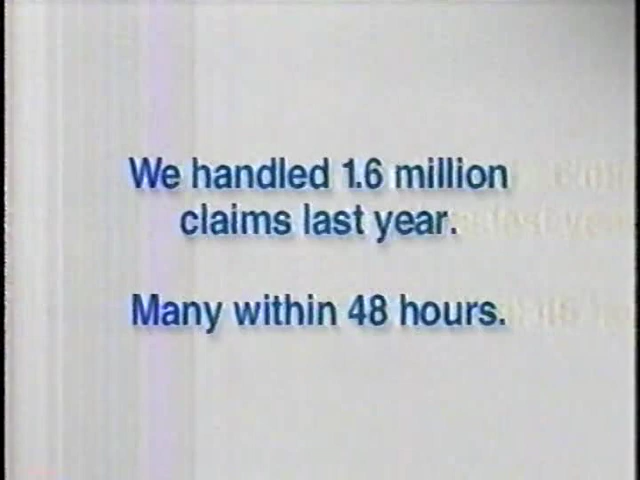 We handled 1.6 million
claims last year.
Many within 48 hours.